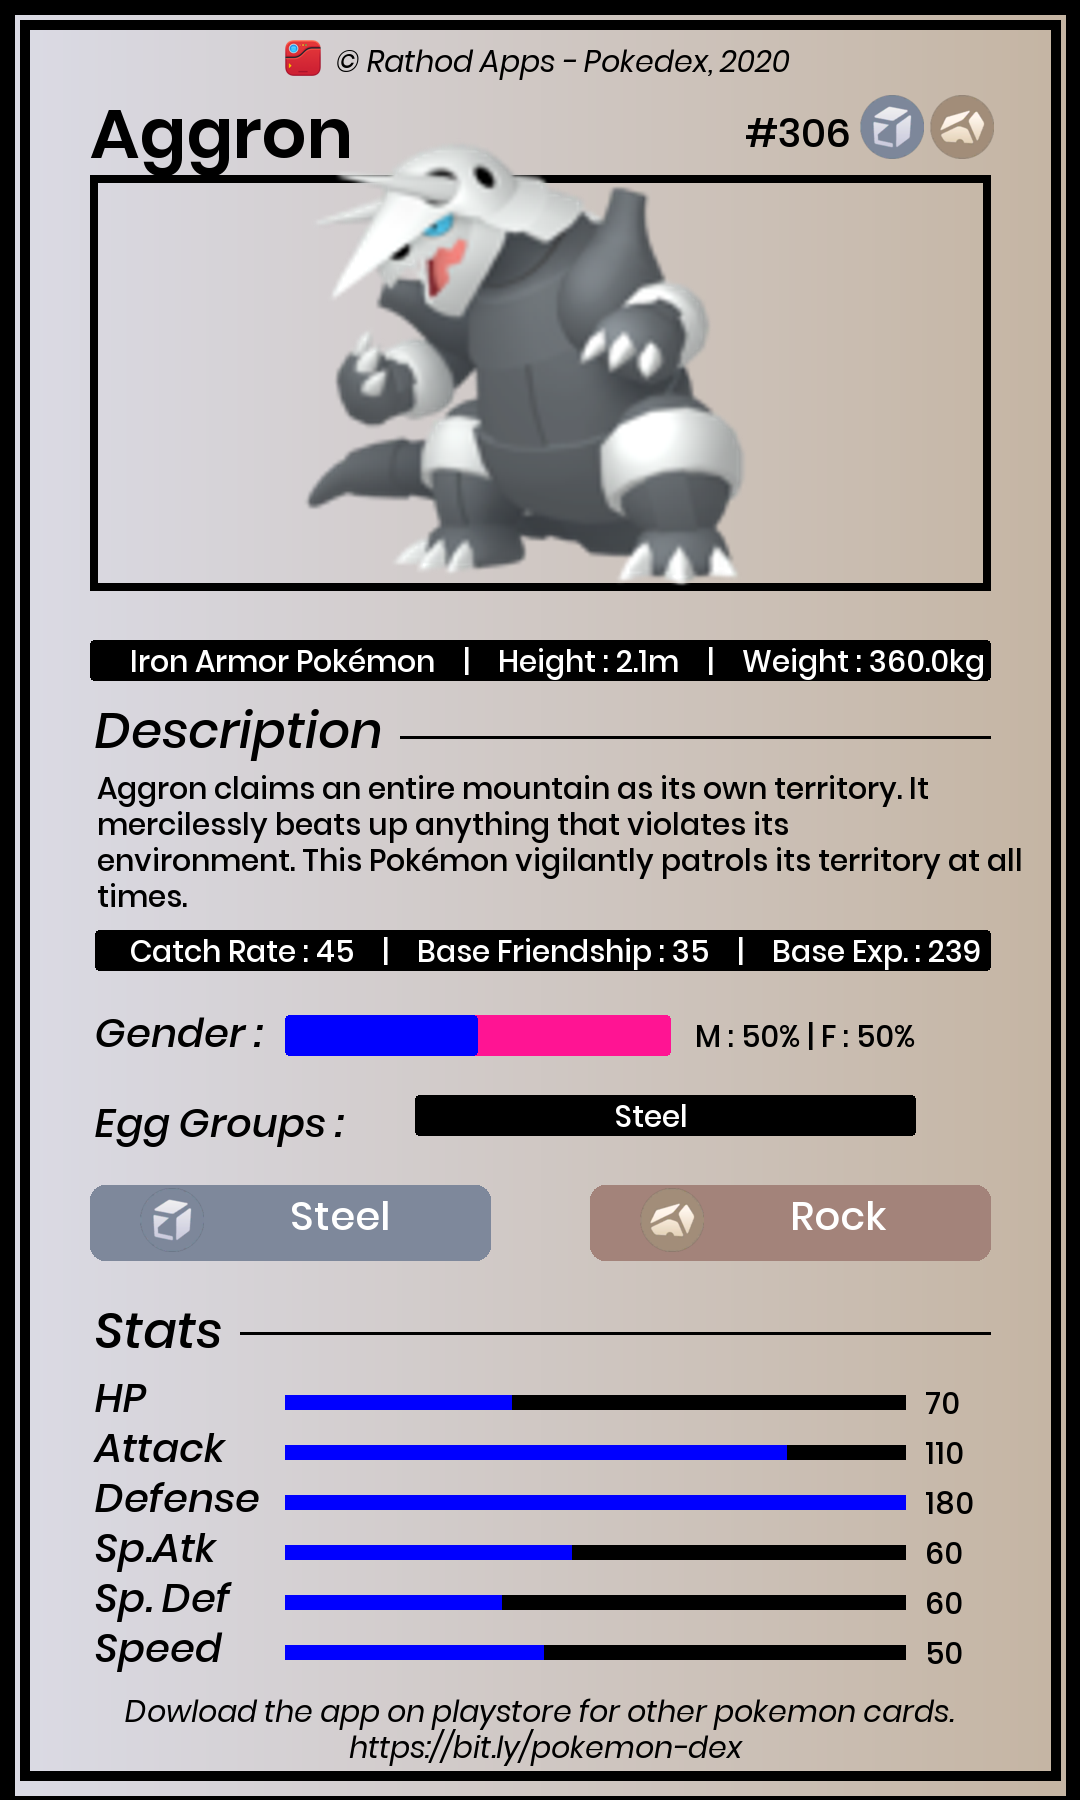 © Rathod Apps - Pokedex, 2020
Aggron
#306
Iron Armor Pokémon | Height : 2.1m | Weight : 360.0kg
Description
Aggron claims an entire mountain as its own territory. It
mercilessly beats up anything that violates its
environment. This Pokémon vigilantly patrols its territory at all
times.
Catch Rate : 45 | Base Friendship : 35 | Base Exp. : 239
Gender : M : 50% | F : 50%
Egg Groups : Steel
Steel Rock
Stats
HP 70
Attack 110
Defense 180
Sp.Atk 60
Sp. Def 60
Speed 50
Dowload the app on playstore for other pokemon cards.
https://bit.ly/pokemon-dex